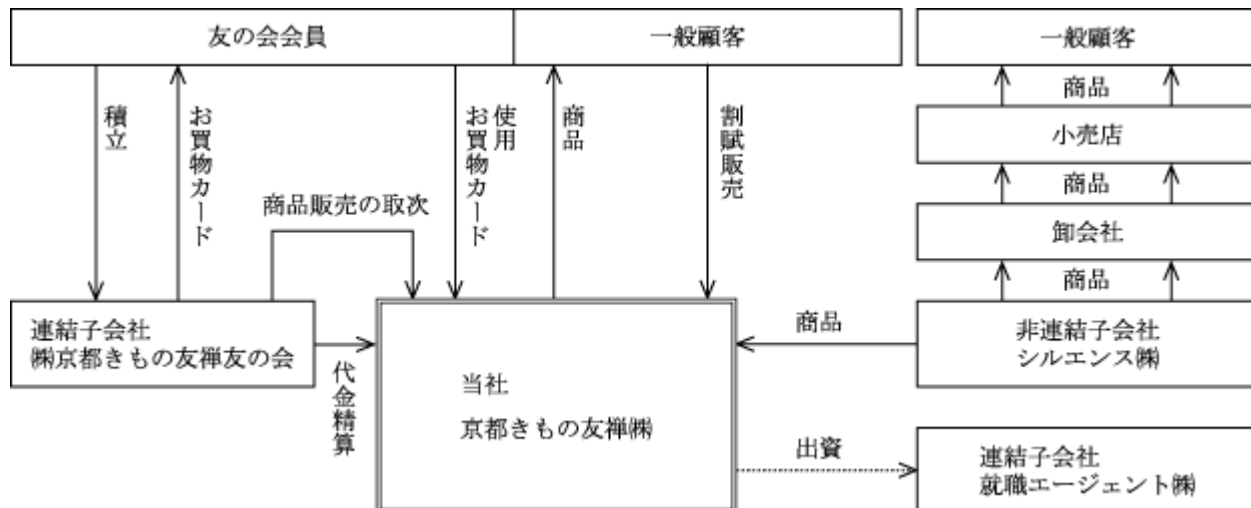 友の会会員
一般顧客
一般顧客
積立
お買物カード
お買物カード
使用
商品
割賦販売
商品
小売店
商品
卸会社
商品
商品販売の取次
連結子会社
㈱京都きもの友禅友の会
代金精算
当社
京都きもの友禅㈱
商品
非連結子会社
シルエンス㈱
出資
連結子会社
就職エージェント㈱